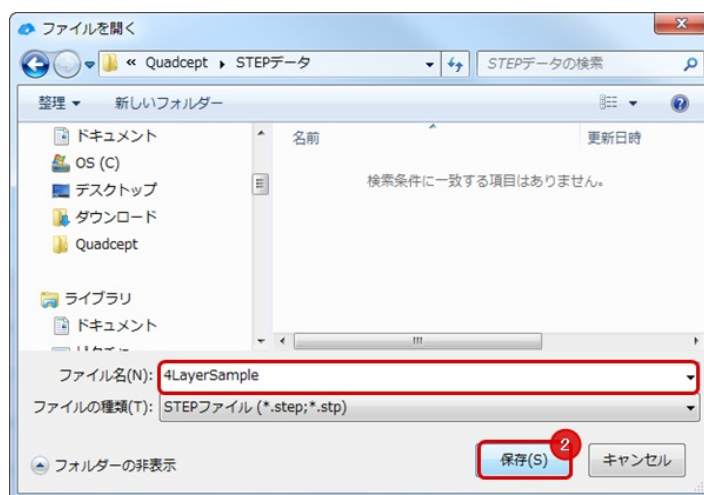 ファイルを開く
« Quadcept ▸ STEPデータ
STEPデータの検索
整理 ▼ 新しいフォルダー
ドキュメント
OS (C)
デスクトップ
ダウンロード
Quadcept
ライブラリ
ドキュメント
名前 更新日時
検索条件に一致する項目はありません。
ファイル名(N): 4LayerSample
ファイルの種類(T): STEPファイル (*.step;*.stp)
フォルダーの非表示
保存(S) 2 キャンセル